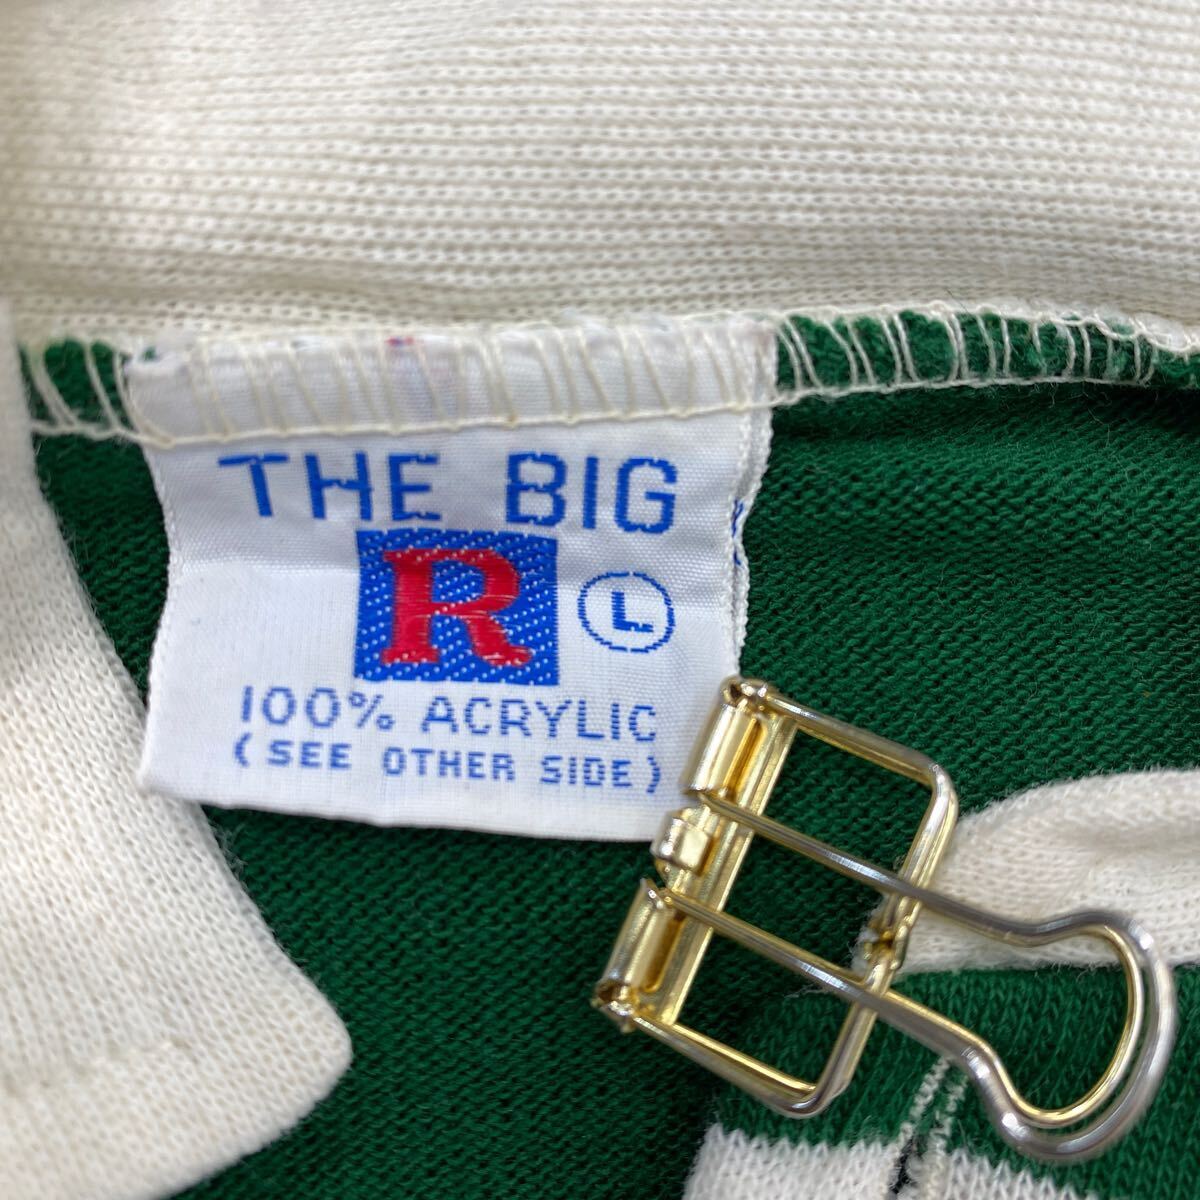 THE BIG
R L
100% ACRYLIC
(SEE OTHER SIDE)